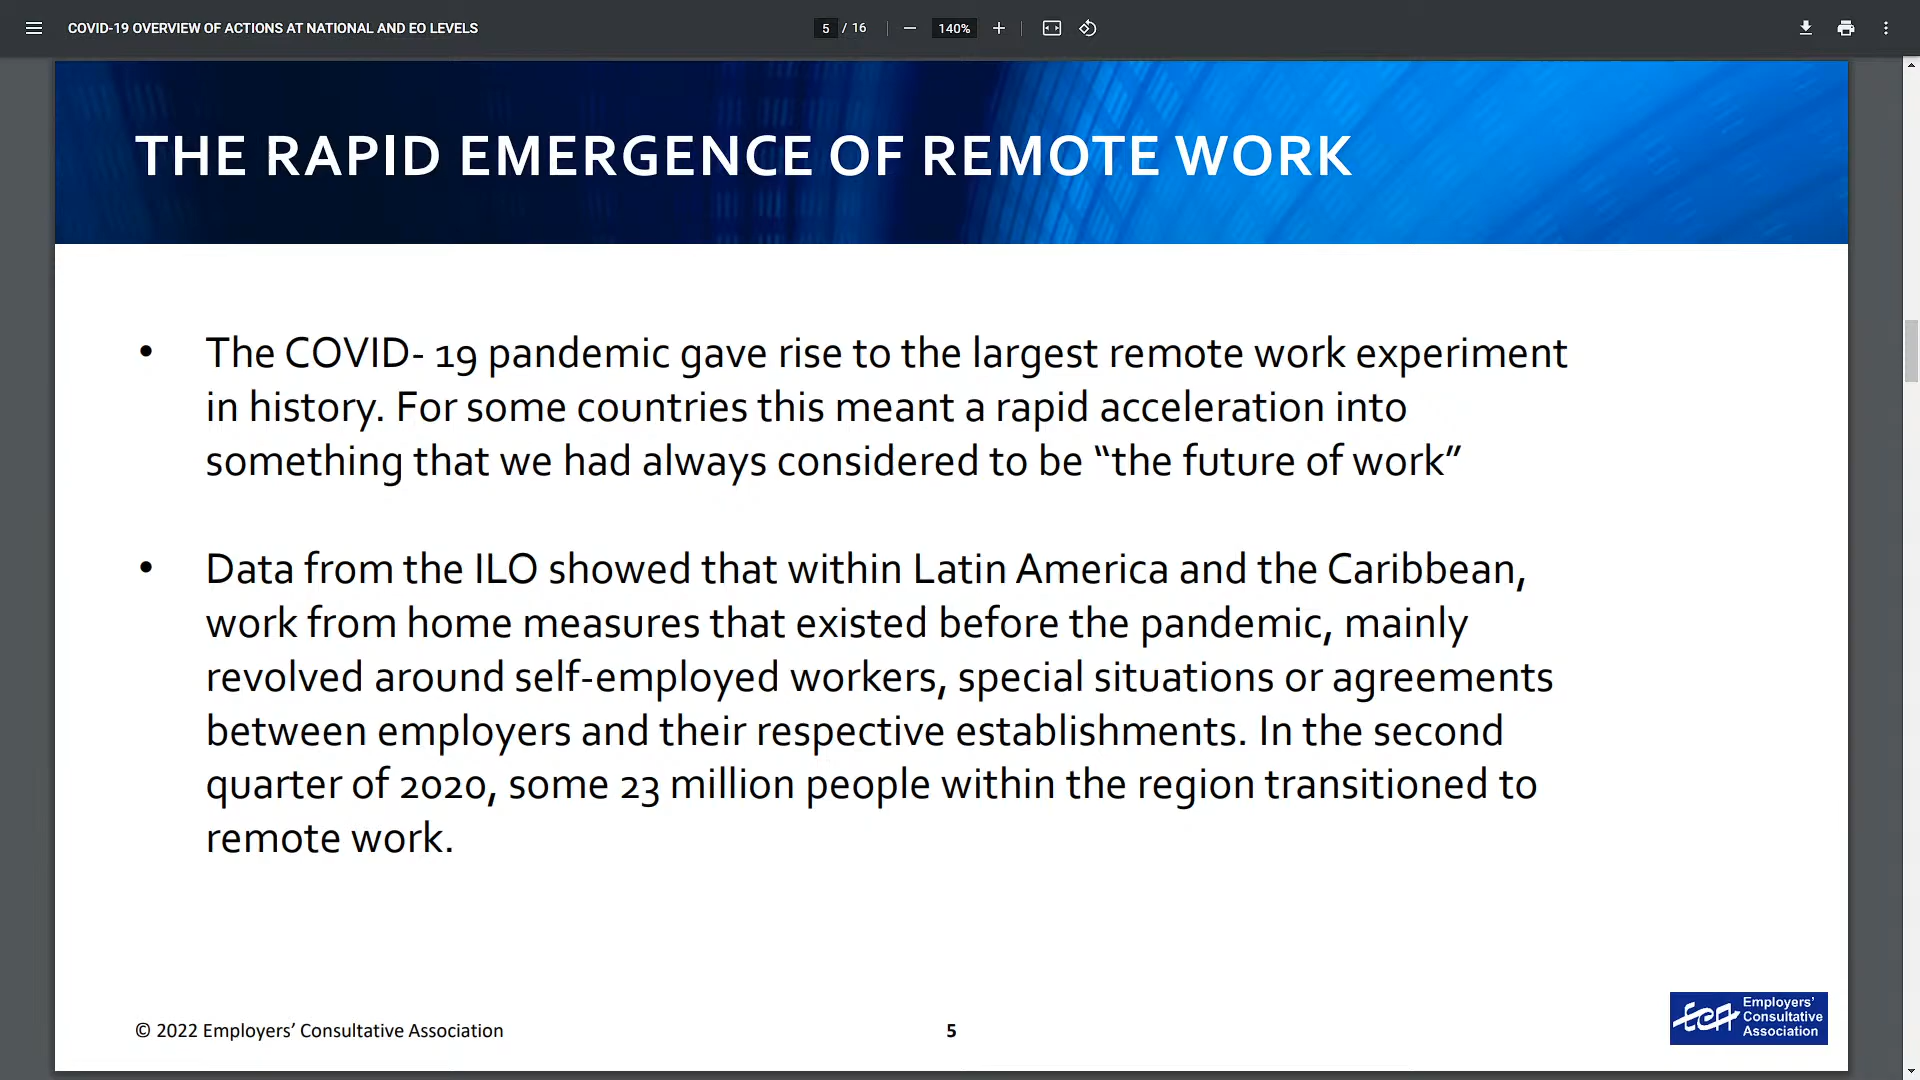 COVID-19 OVERVIEW OF ACTIONS AT NATIONAL AND EO LEVELS
5 / 16
140%
THE RAPID EMERGENCE OF REMOTE WORK
• The COVID- 19 pandemic gave rise to the largest remote work experiment
in history. For some countries this meant a rapid acceleration into
something that we had always considered to be “the future of work”
• Data from the ILO showed that within Latin America and the Caribbean,
work from home measures that existed before the pandemic, mainly
revolved around self-employed workers, special situations or agreements
between employers and their respective establishments. In the second
quarter of 2020, some 23 million people within the region transitioned to
remote work.
© 2022 Employers’ Consultative Association
5
eca
Employers’
Consultative
Association